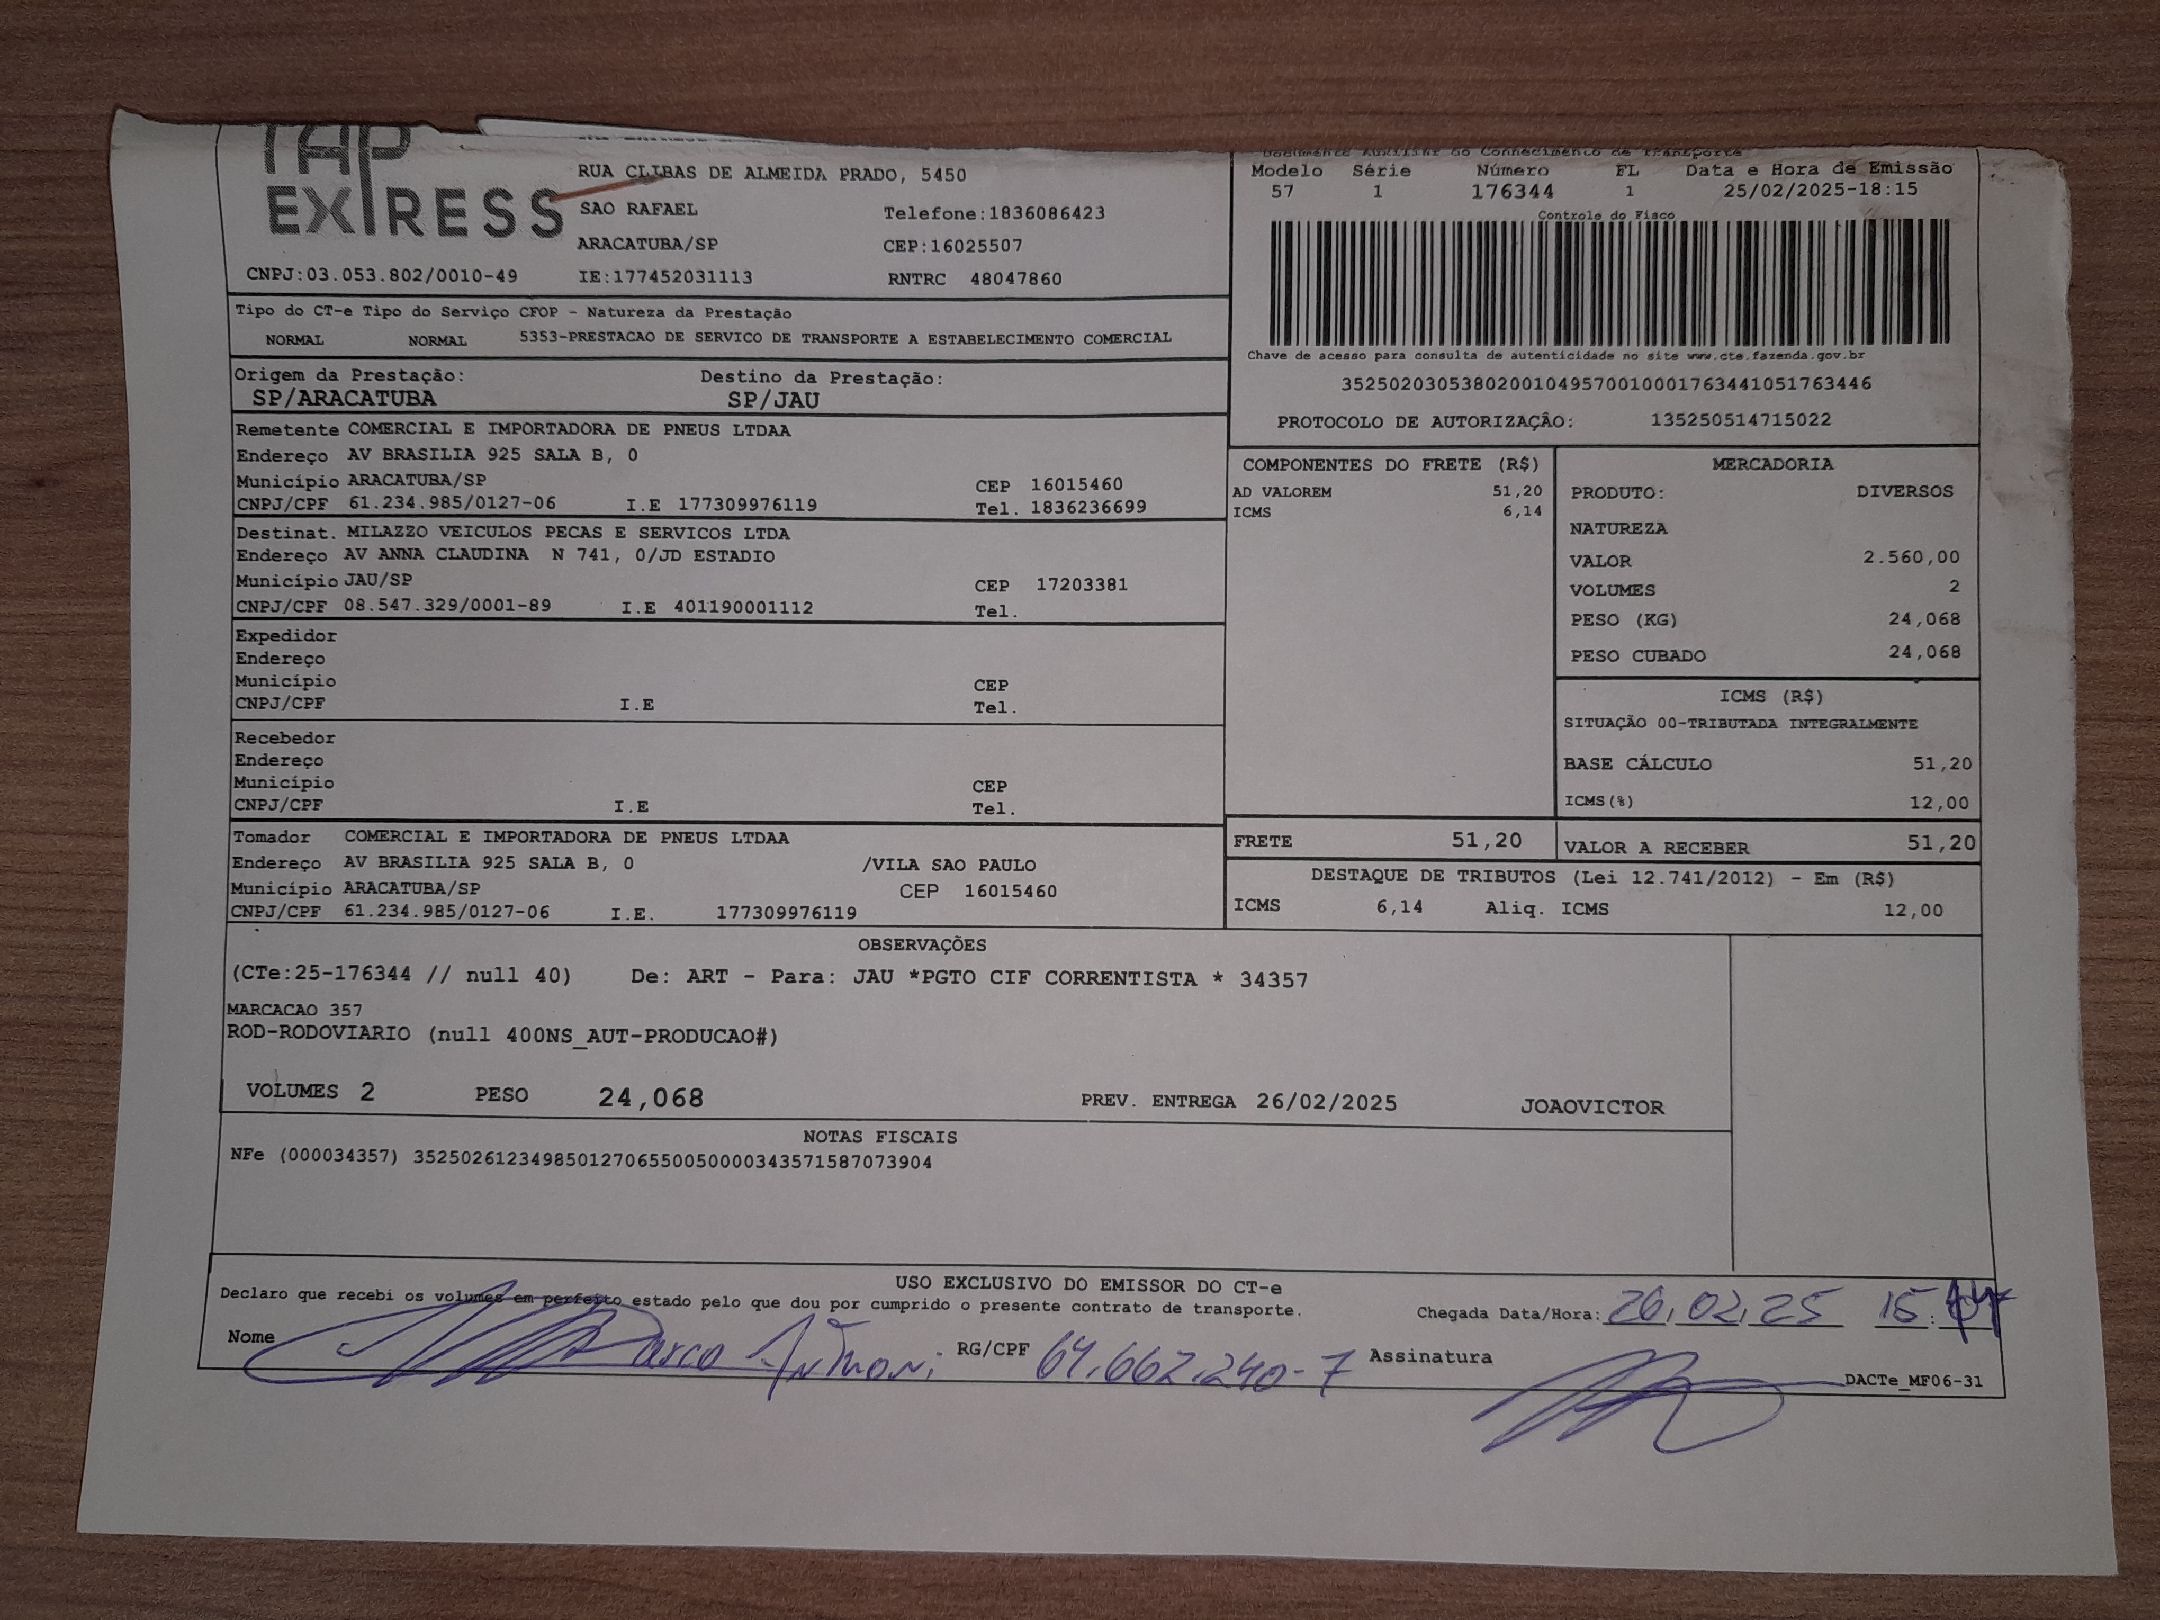 TAP
EXPRESS
RUA CLIBAS DE ALMEIDA PRADO, 5450
SAO RAFAEL Telefone:1836086423
ARACATUBA/SP CEP:16025507
CNPJ:03.053.802/0010-49 IE:177452031113 RNTRC 48047860
Documento Auxiliar do Conhecimento de Transporte
Modelo Série Número FL Data e Hora de Emissão
57 1 176344 1 25/02/2025-18:15
Controle do Fisco
Chave de acesso para consulta de autenticidade no site www.cte.fazenda.gov.br
35250203053802001049570010001763441051763446
PROTOCOLO DE AUTORIZAÇÃO: 135250514715022
Tipo do CT-e Tipo do Serviço CFOP - Natureza da Prestação
NORMAL NORMAL 5353-PRESTACAO DE SERVICO DE TRANSPORTE A ESTABELECIMENTO COMERCIAL
Origem da Prestação: Destino da Prestação:
SP/ARACATUBA SP/JAU
Remetente COMERCIAL E IMPORTADORA DE PNEUS LTDAA
Endereço AV BRASILIA 925 SALA B, 0
Município ARACATUBA/SP CEP 16015460
CNPJ/CPF 61.234.985/0127-06 I.E 177309976119 Tel. 1836236699
Destinat. MILAZZO VEICULOS PECAS E SERVICOS LTDA
Endereço AV ANNA CLAUDINA N 741, 0/JD ESTADIO
Município JAU/SP CEP 17203381
CNPJ/CPF 08.547.329/0001-89 I.E 401190001112 Tel.
Expedidor
Endereço
Município CEP
CNPJ/CPF I.E Tel.
Recebedor
Endereço
Município CEP
CNPJ/CPF I.E Tel.
Tomador COMERCIAL E IMPORTADORA DE PNEUS LTDAA
Endereço AV BRASILIA 925 SALA B, 0 /VILA SAO PAULO
Município ARACATUBA/SP CEP 16015460
CNPJ/CPF 61.234.985/0127-06 I.E. 177309976119
COMPONENTES DO FRETE (R$)
AD VALOREM 51,20
ICMS 6,14
MERCADORIA
PRODUTO: DIVERSOS
NATUREZA
VALOR 2.560,00
VOLUMES 2
PESO (KG) 24,068
PESO CUBADO 24,068
ICMS (R$)
SITUAÇÃO 00-TRIBUTADA INTEGRALMENTE
BASE CÁLCULO 51,20
ICMS(%) 12,00
FRETE 51,20 VALOR A RECEBER 51,20
DESTAQUE DE TRIBUTOS (Lei 12.741/2012) - Em (R$)
ICMS 6,14 Aliq. ICMS 12,00
OBSERVAÇÕES
(CTe:25-176344 // null 40) De: ART - Para: JAU *PGTO CIF CORRENTISTA * 34357
MARCACAO 357
ROD-RODOVIARIO (null 400NS_AUT-PRODUCAO#)
VOLUMES 2 PESO 24,068 PREV. ENTREGA 26/02/2025 JOAOVICTOR
NOTAS FISCAIS
NFe (000034357) 35250261234985012706550050000343571587073904
USO EXCLUSIVO DO EMISSOR DO CT-e
Declaro que recebi os volumes em perfeito estado pelo que dou por cumprido o presente contrato de transporte. Chegada Data/Hora: 26.02.25 15:
Nome Marco Antoni RG/CPF 64.662.240-7 Assinatura
DACTe_MF06-31